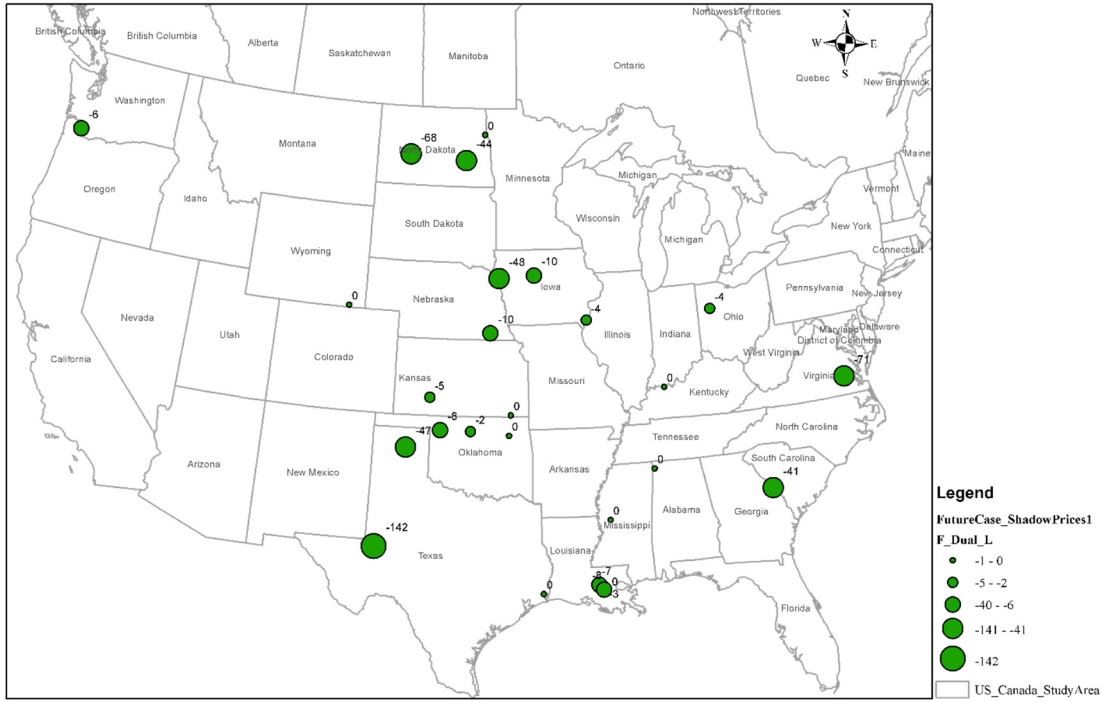 Northwest Territories
N
W E
S
British Columbia
British Columbia
Alberta
Saskatchewan
Manitoba
Ontario
Quebec
New Brunswick
Washington
-6
Montana
-68
North Dakota
0
-44
Minnesota
Michigan
Maine
Vermont
Oregon
Idaho
South Dakota
Wisconsin
Michigan
New York
Connecticut
Wyoming
0
Nebraska
-48
-10
Iowa
-4
-4
Ohio
Pennsylvania
New Jersey
Nevada
Utah
Colorado
-10
Illinois
Indiana
West Virginia
Maryland
Delaware
District of Columbia
-71
Virginia
California
Kansas
-5
Missouri
0
Kentucky
-47
-8
-2
0
0
Oklahoma
Tennessee
North Carolina
Arizona
New Mexico
Arkansas
0
South Carolina
-41
-142
Texas
0
Mississippi
Alabama
Georgia
Louisiana
0
-8
-7
0
-3
Florida
Legend
FutureCase_ShadowPrices1
F_Dual_L
-1 - 0
-5 - -2
-40 - -6
-141 - -41
-142
US_Canada_StudyArea